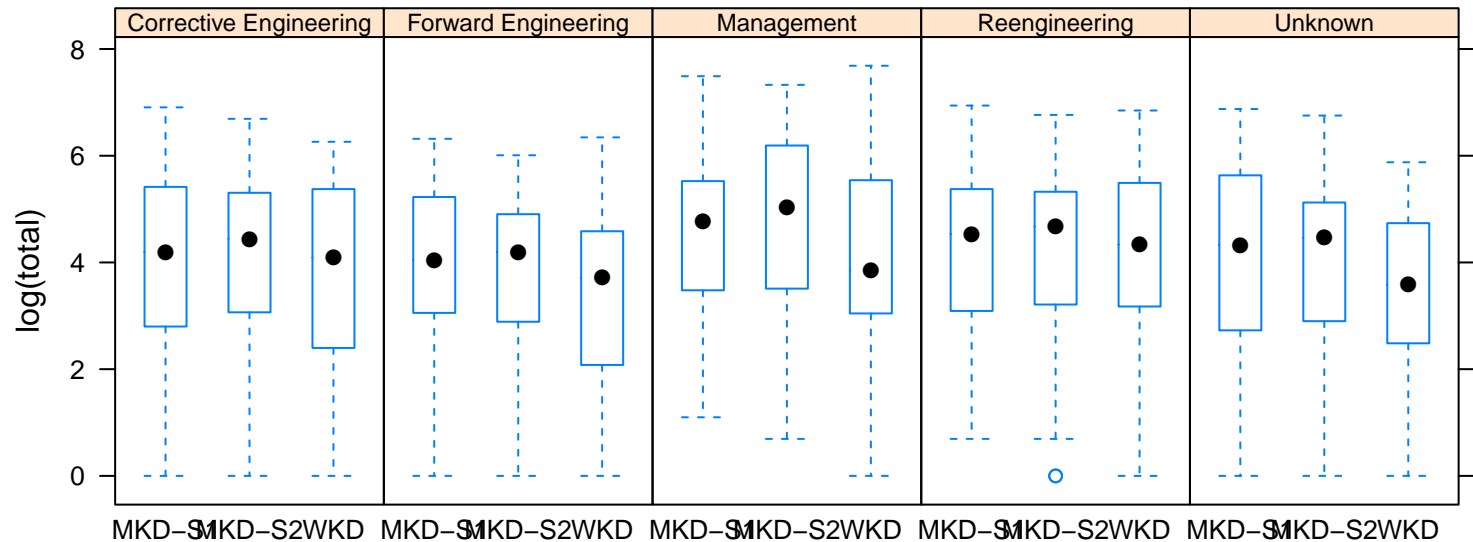 Corrective Engineering Forward Engineering Management Reengineering Unknown
8
6
4
2
0
log(total)
MKD−S1 MKD−S2 WKD MKD−S1 MKD−S2 WKD MKD−S1 MKD−S2 WKD MKD−S1 MKD−S2 WKD MKD−S1 MKD−S2 WKD